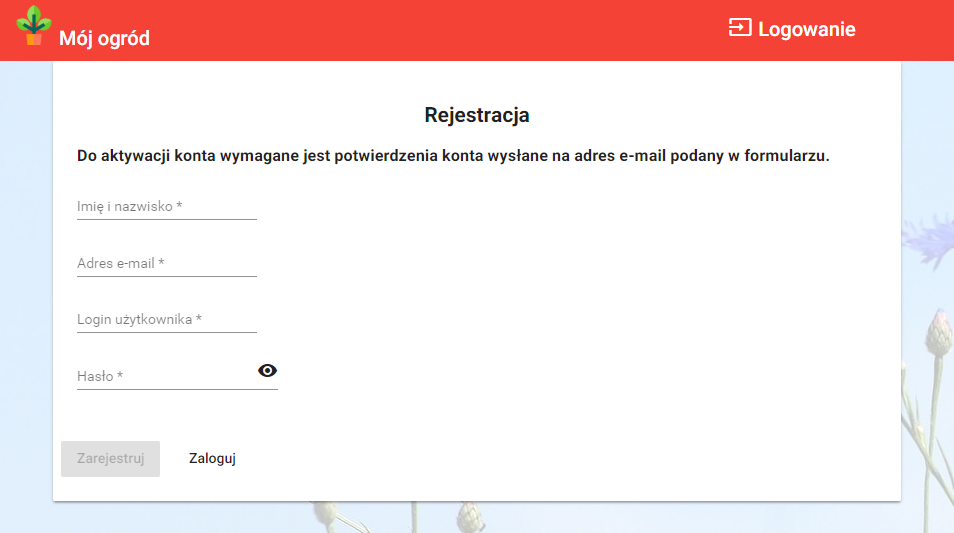 Mój ogród
Logowanie
Rejestracja
Do aktywacji konta wymagane jest potwierdzenia konta wysłane na adres e-mail podany w formularzu.
Imię i nazwisko *
Adres e-mail *
Login użytkownika *
Hasło *
Zarejestruj
Zaloguj